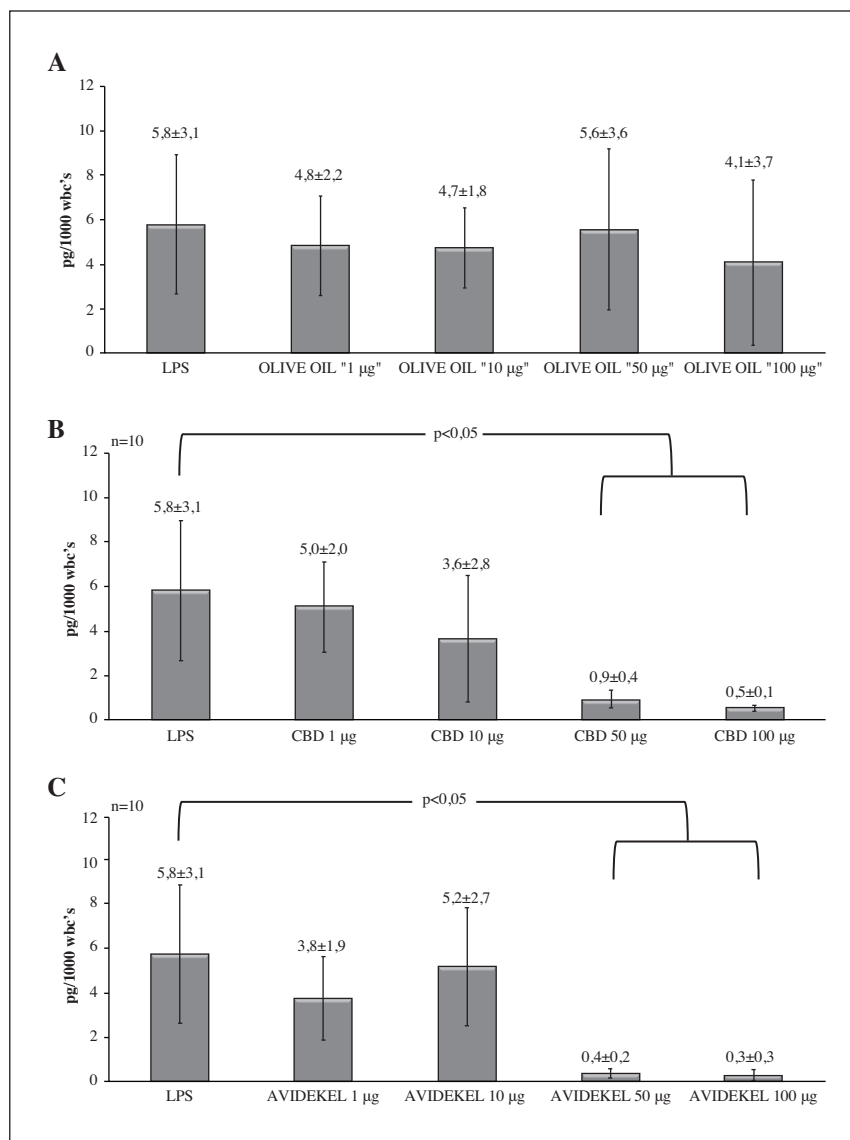 A
12
5,8±3,1
5,6±3,6
4,1±3,7
10
4,8±2,2
4,7±1,8
8
pg/1000 wbc's
6
4
2
0
LPS
OLIVE OIL "1 µg"
OLIVE OIL "10 µg"
OLIVE OIL "50 µg"
OLIVE OIL "100 µg"
B
n=10
p<0,05
12
10
5,8±3,1
5,0±2,0
3,6±2,8
8
pg/1000 wbc's
6
4
2
0,9±0,4
0,5±0,1
0
LPS
CBD 1 µg
CBD 10 µg
CBD 50 µg
CBD 100 µg
C
n=10
p<0,05
12
10
5,8±3,1
5,2±2,7
8
3,8±1,9
pg/1000 wbc's
6
4
2
0,4±0,2
0,3±0,3
0
LPS
AVIDEKEL 1 µg
AVIDEKEL 10 µg
AVIDEKEL 50 µg
AVIDEKEL 100 µg